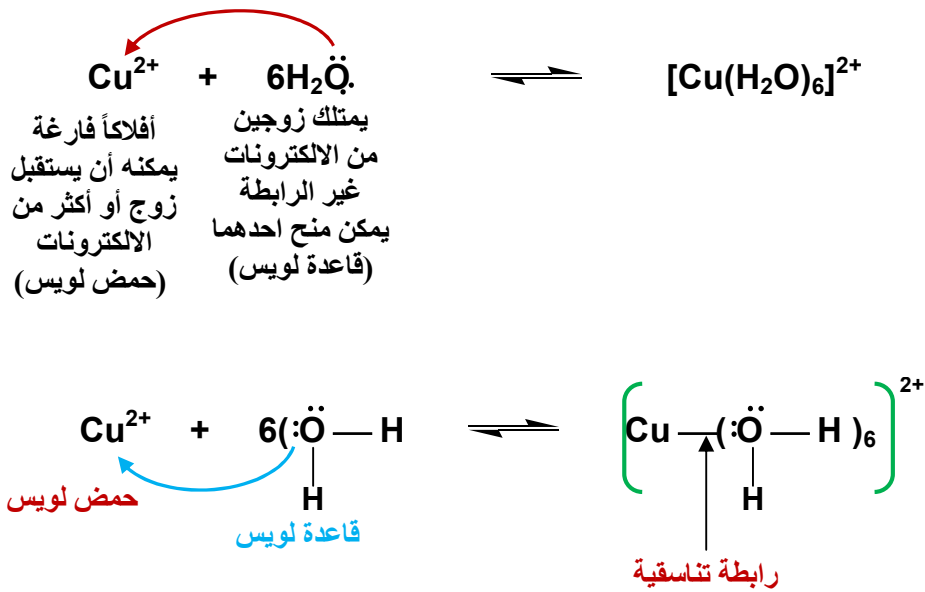 Cu²⁺ + 6H₂Ö: ⇌ [Cu(H₂O)₆]²⁺
أفلاكاً فارغة
يمكنه أن يستقبل
زوج أو أكثر من
الالكترونات
(حمض لويس)
يمتلك زوجين
من الالكترونات
غير الرابطة
يمكن منح احدهما
(قاعدة لويس)
Cu²⁺ + 6(:Ö — H ⇌ [Cu —(:Ö — H )₆]²⁺
H H
حمض لويس
قاعدة لويس
رابطة تناسقية